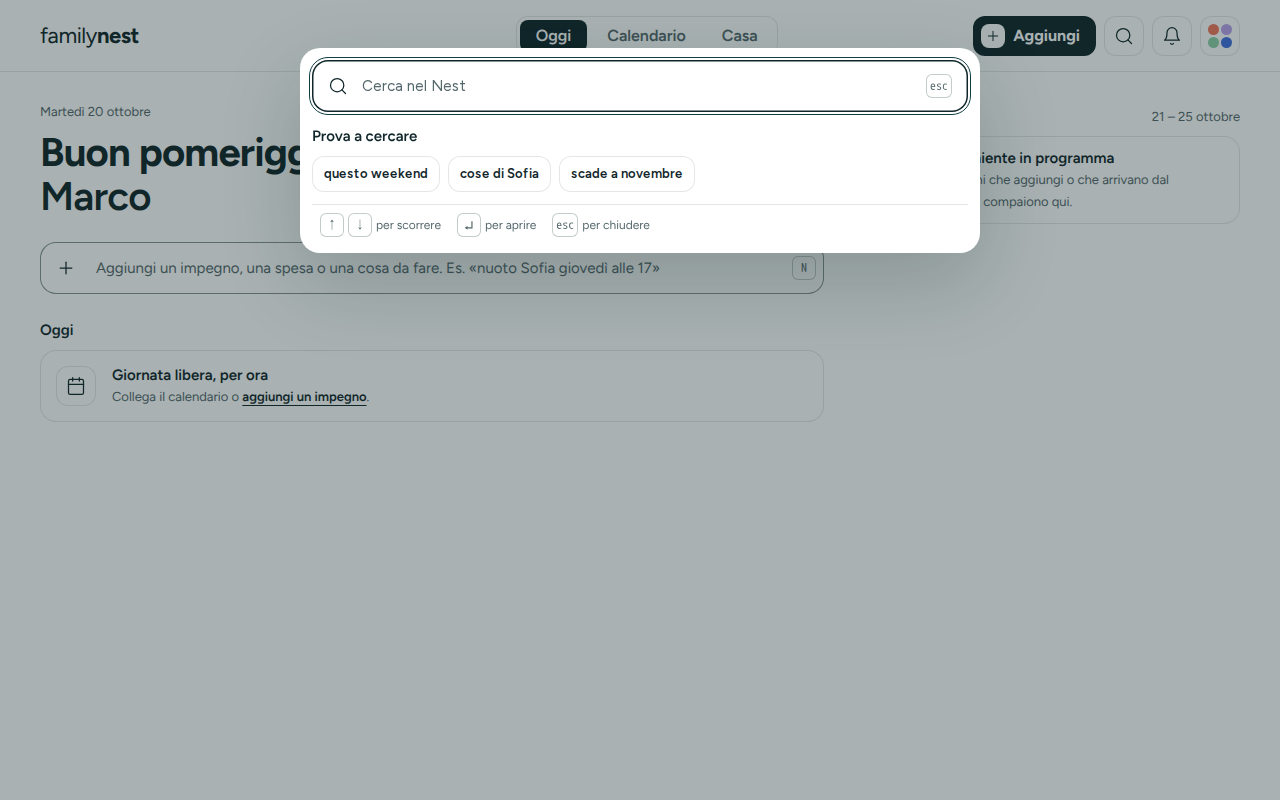 familynest
Oggi
Calendario
Casa
Aggiungi
Cerca nel Nest
esc
Prova a cercare
questo weekend
cose di Sofia
scade a novembre
↑ ↓ per scorrere
↵ per aprire
esc per chiudere
Martedì 20 ottobre
Marco
Aggiungi un impegno, una spesa o una cosa da fare. Es. «nuoto Sofia giovedì alle 17»
N
Oggi
Giornata libera, per ora
Collega il calendario o aggiungi un impegno.
21 – 25 ottobre
in programma
che aggiungi o che arrivano dal
compaiono qui.